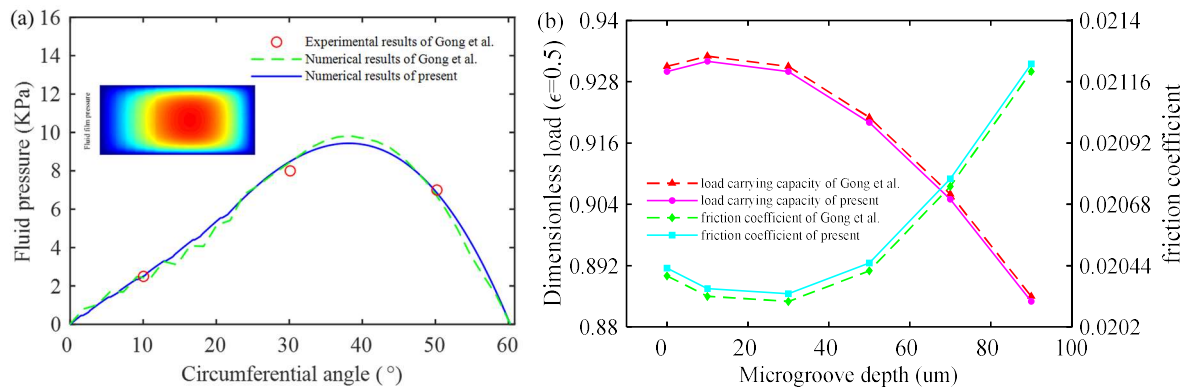 (a)
16
14
12
10
8
6
4
2
0
Fluid pressure (KPa)
Experimental results of Gong et al.
Numerical results of Gong et al.
Numerical results of present
Fluid film pressure
0 10 20 30 40 50 60
Circumferential angle (°)
(b)
0.94
0.928
0.916
0.904
0.892
0.88
Dimensionless load (ϵ=0.5)
load carrying capacity of Gong et al.
load carrying capacity of present
friction coefficient of Gong et al.
friction coefficient of present
0 20 40 60 80 100
Microgroove depth (um)
0.0214
0.02116
0.02092
0.02068
0.02044
0.0202
friction coefficient